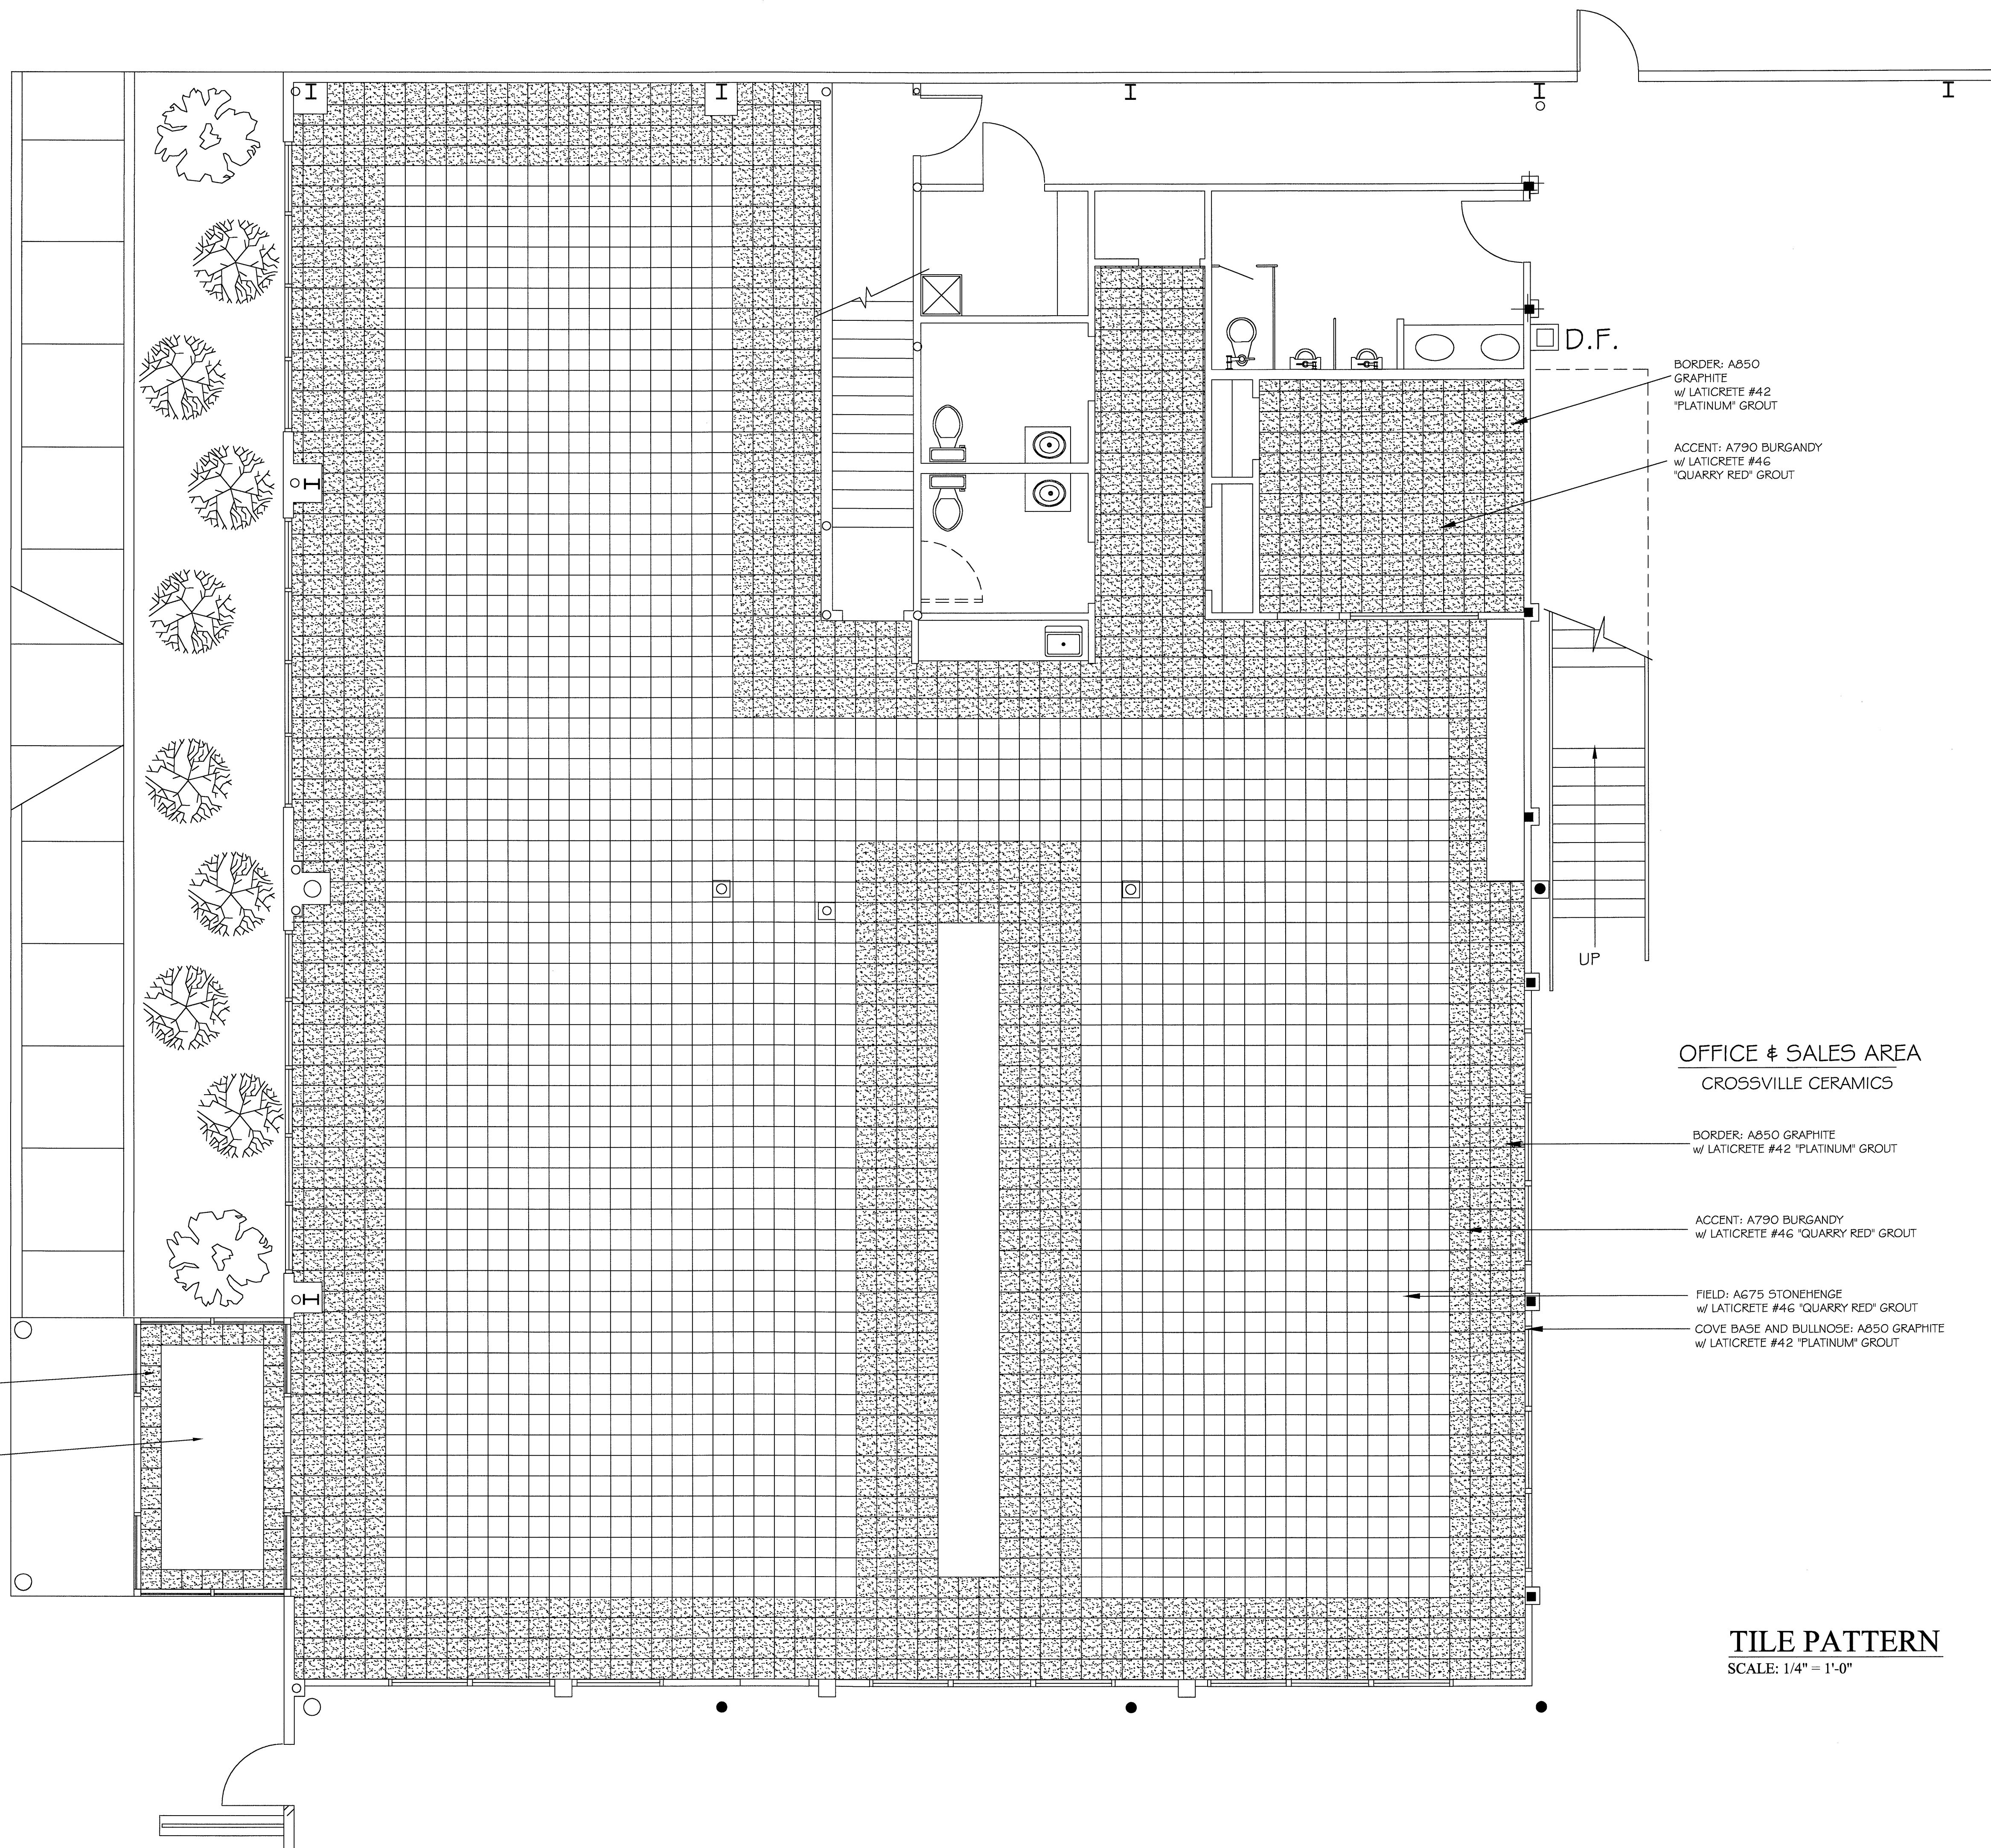 D.F.
BORDER: A850
GRAPHITE
w/ LATICRETE #42
"PLATINUM" GROUT
ACCENT: A790 BURGANDY
w/ LATICRETE #46
"QUARRY RED" GROUT
UP
OFFICE & SALES AREA
CROSSVILLE CERAMICS
BORDER: A850 GRAPHITE
w/ LATICRETE #42 "PLATINUM" GROUT
ACCENT: A790 BURGANDY
w/ LATICRETE #46 "QUARRY RED" GROUT
FIELD: A675 STONEHENGE
w/ LATICRETE #46 "QUARRY RED" GROUT
COVE BASE AND BULLNOSE: A850 GRAPHITE
w/ LATICRETE #42 "PLATINUM" GROUT
TILE PATTERN
SCALE: 1/4" = 1'-0"